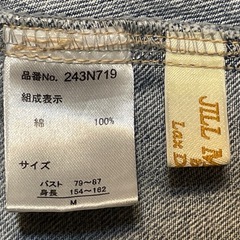 品番No. 243N719
組成表示
綿 100%
サイズ
バスト 79~87
身長 154~162
M
JILL
Lax D